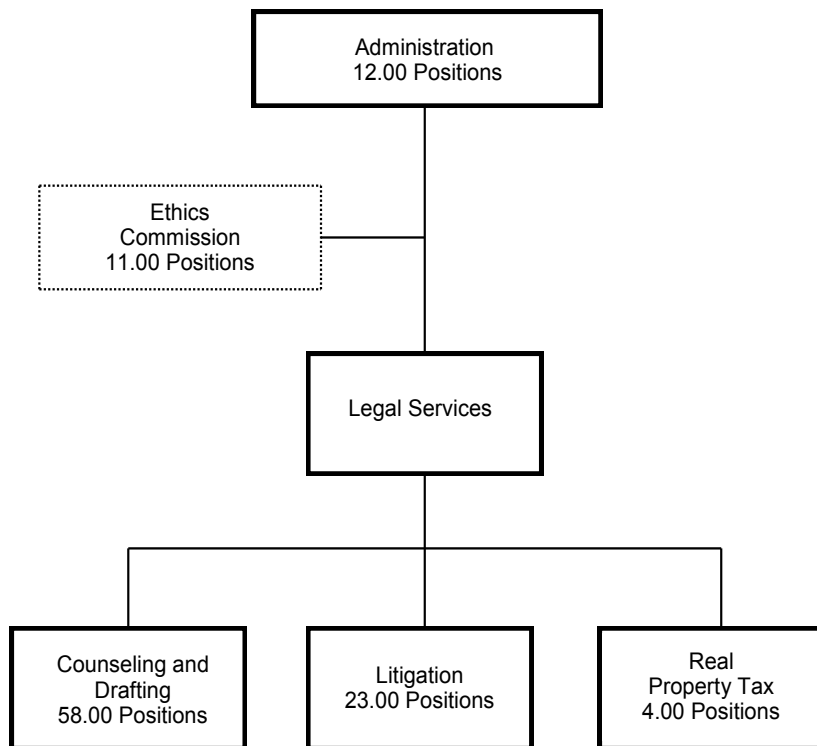 Administration
12.00 Positions
Ethics
Commission
11.00 Positions
Legal Services
Counseling and
Drafting
58.00 Positions
Litigation
23.00 Positions
Real
Property Tax
4.00 Positions